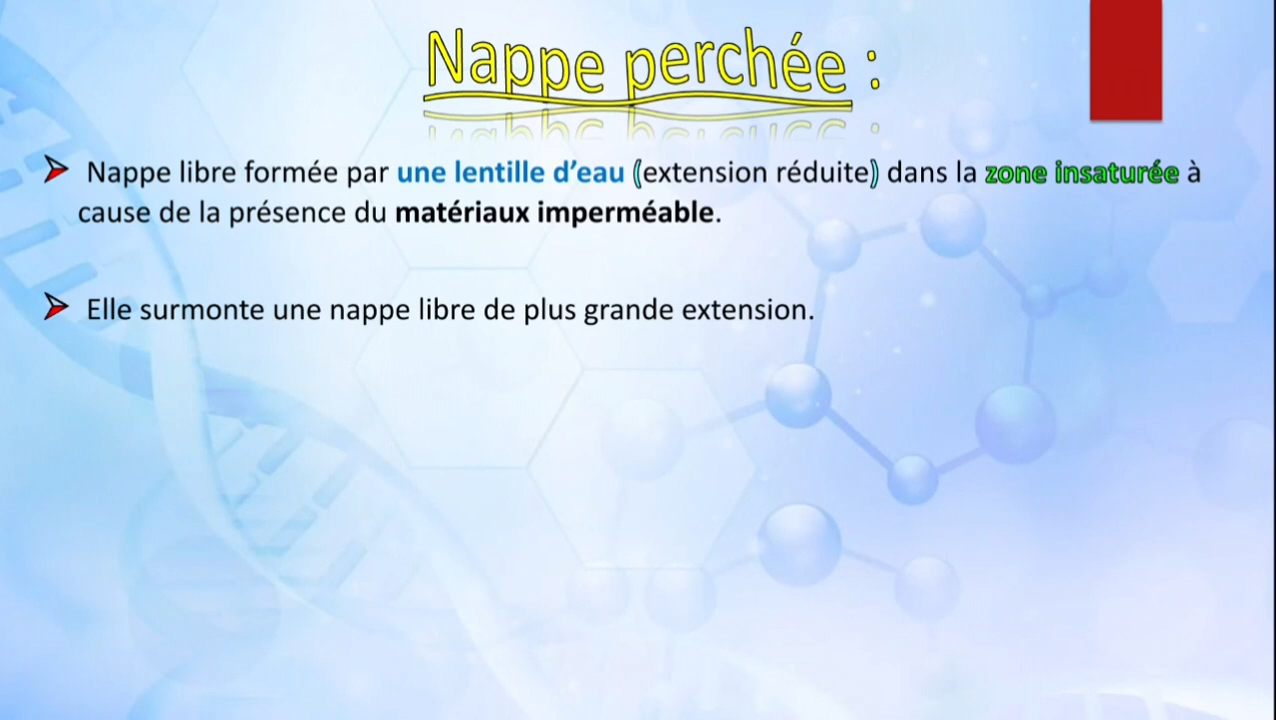 Nappe perchée :
Nappe libre formée par une lentille d’eau (extension réduite) dans la zone insaturée à
cause de la présence du matériaux imperméable.
Elle surmonte une nappe libre de plus grande extension.